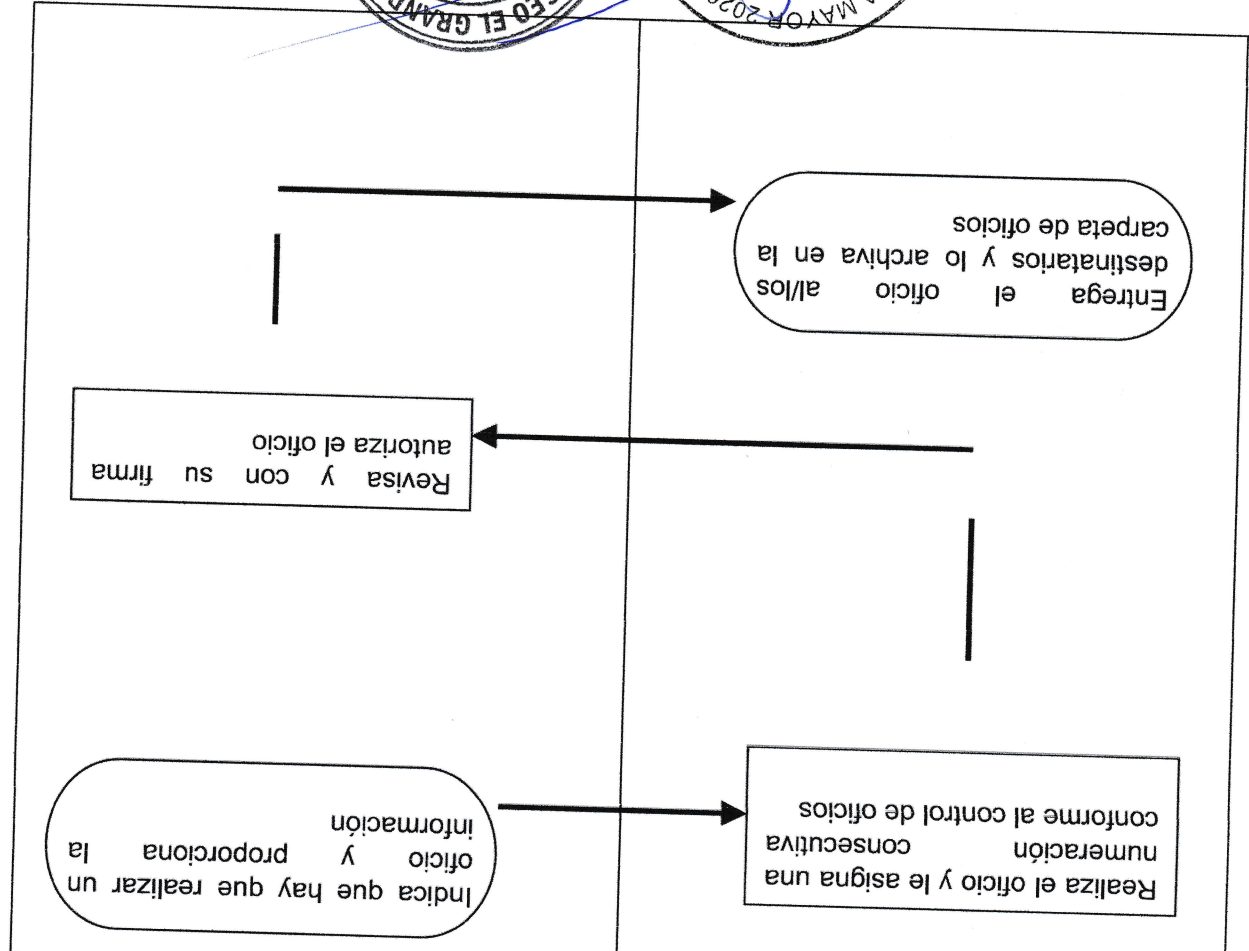 Indica que hay que realizar un
oficio y proporciona la
información
Realiza el oficio y le asigna una
numeración consecutiva
conforme al control de oficios
Revisa y con su firma
autoriza el oficio
Entrega el oficio al/los
destinatarios y lo archiva en la
carpeta de oficios
MAYOR
EL